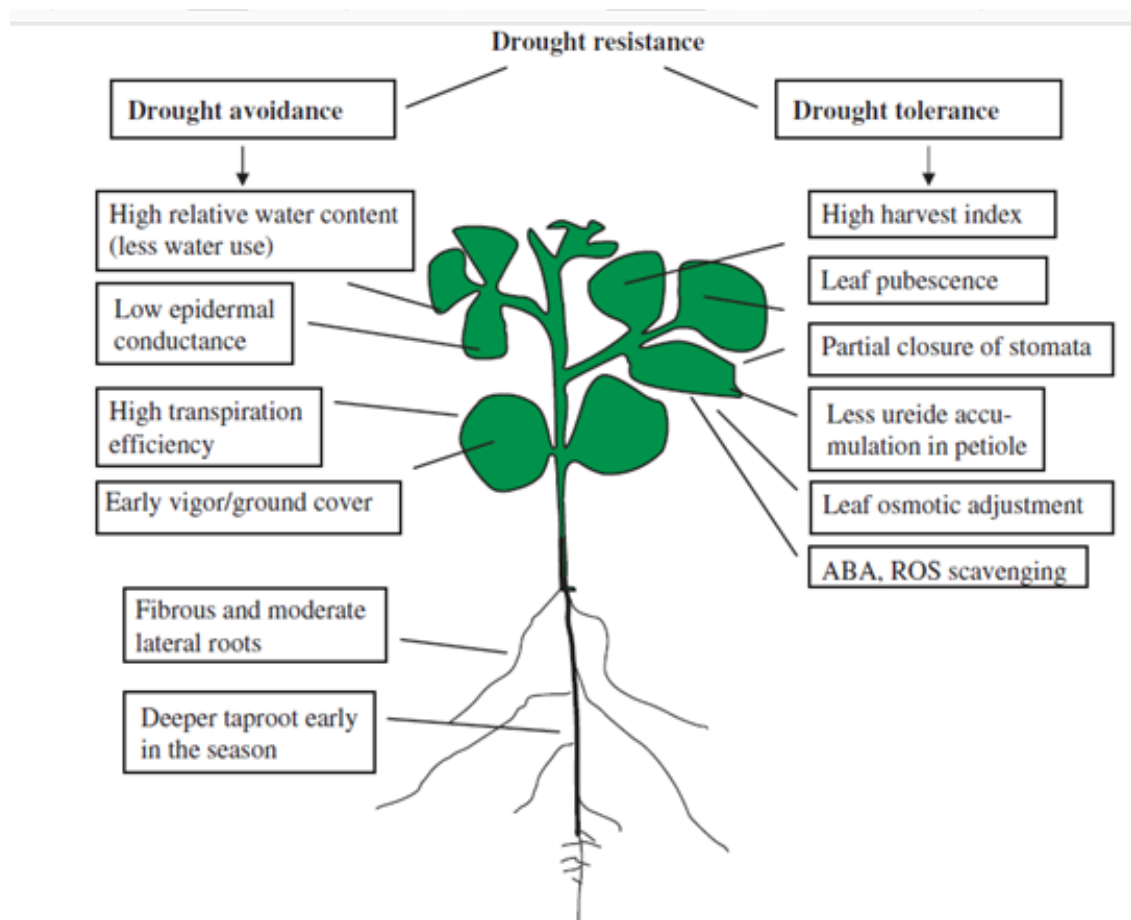 Drought resistance
Drought avoidance
High relative water content
(less water use)
Low epidermal
conductance
High transpiration
efficiency
Early vigor/ground cover
Fibrous and moderate
lateral roots
Deeper taproot early
in the season
Drought tolerance
High harvest index
Leaf pubescence
Partial closure of stomata
Less ureide accu-
mulation in petiole
Leaf osmotic adjustment
ABA, ROS scavenging